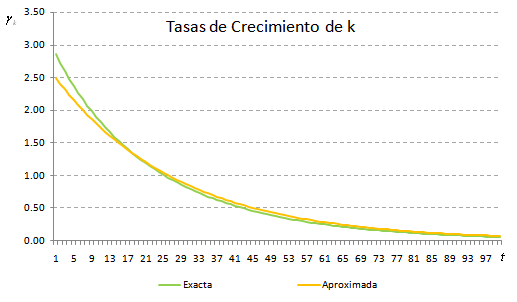 Tasas de Crecimiento de k
γ k
3.50
3.00
2.50
2.00
1.50
1.00
0.50
0.00
1 5 9 13 17 21 25 29 33 37 41 45 49 53 57 61 65 69 73 77 81 85 89 93 97 t
Exacta Aproximada